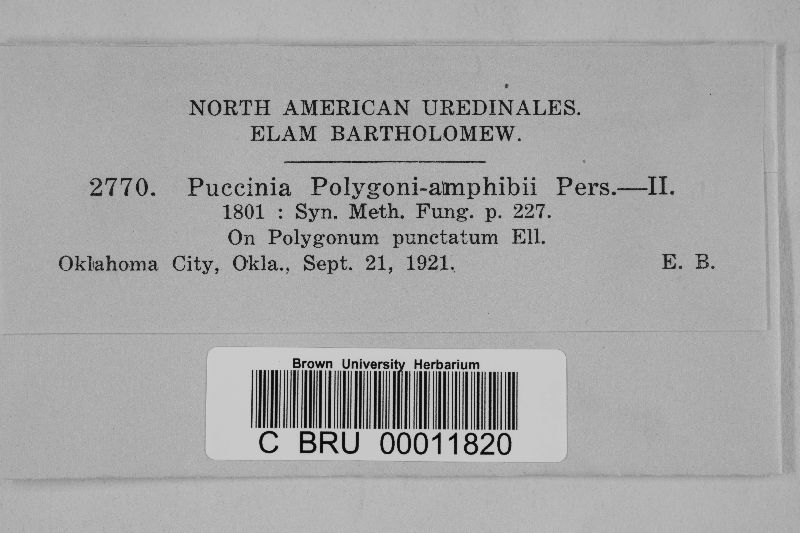 NORTH AMERICAN UREDINALES.
ELAM BARTHOLOMEW.
2770. Puccinia Polygoni-amphibii Pers.—II.
1801 : Syn. Meth. Fung. p. 227.
On Polygonum punctatum Ell.
Oklahoma City, Okla., Sept. 21, 1921. E. B.
Brown University Herbarium
C BRU 00011820